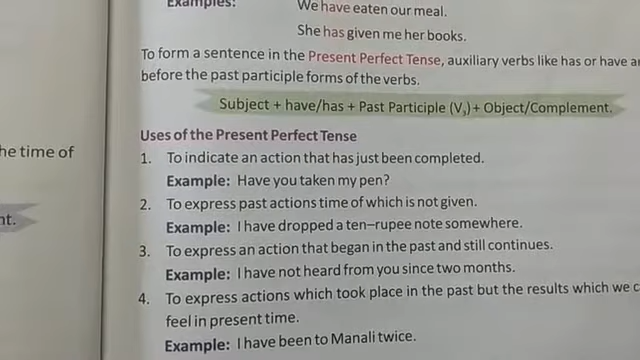 Examples:
We have eaten our meal.
She has given me her books.
To form a sentence in the Present Perfect Tense, auxiliary verbs like has or have
before the past participle forms of the verbs.
Subject + have/has + Past Participle (V₃) + Object/Complement.
Uses of the Present Perfect Tense
1. To indicate an action that has just been completed.
Example: Have you taken my pen?
2. To express past actions time of which is not given.
Example: I have dropped a ten–rupee note somewhere.
3. To express an action that began in the past and still continues.
Example: I have not heard from you since two months.
4. To express actions which took place in the past but the results which we
feel in present time.
Example: I have been to Manali twice.
he time of
nt.